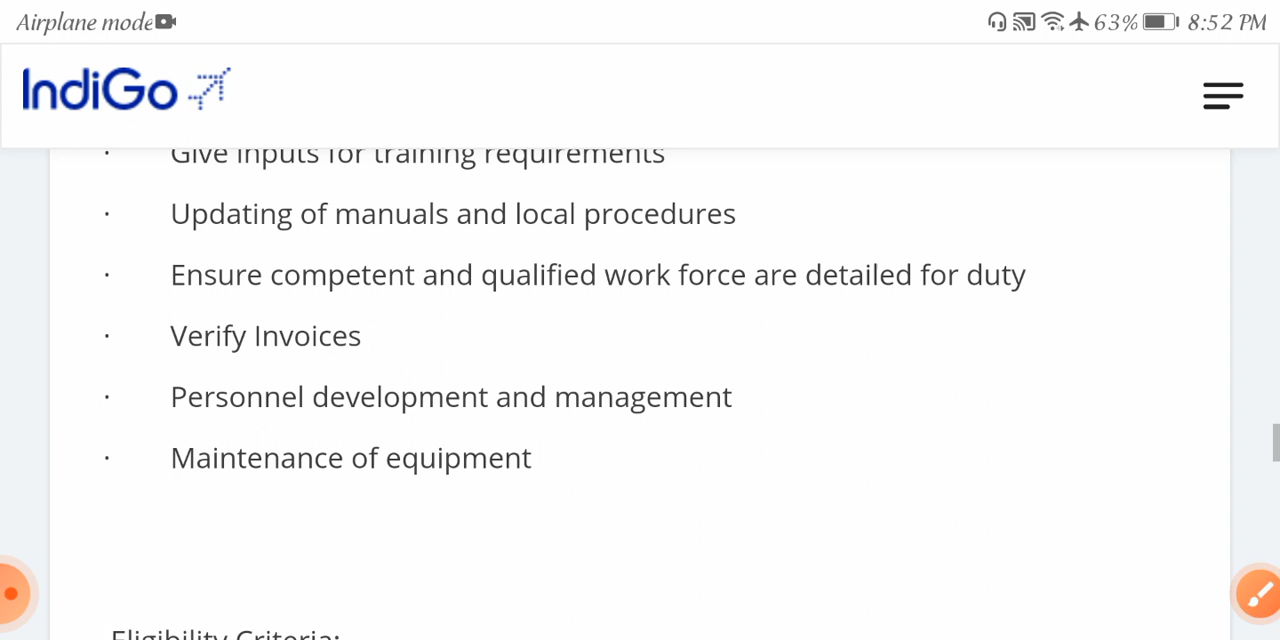 Airplane mode 63% 8:52 PM
IndiGo
· Give inputs for training requirements
· Updating of manuals and local procedures
· Ensure competent and qualified work force are detailed for duty
· Verify Invoices
· Personnel development and management
· Maintenance of equipment
Eligibility Criteria: